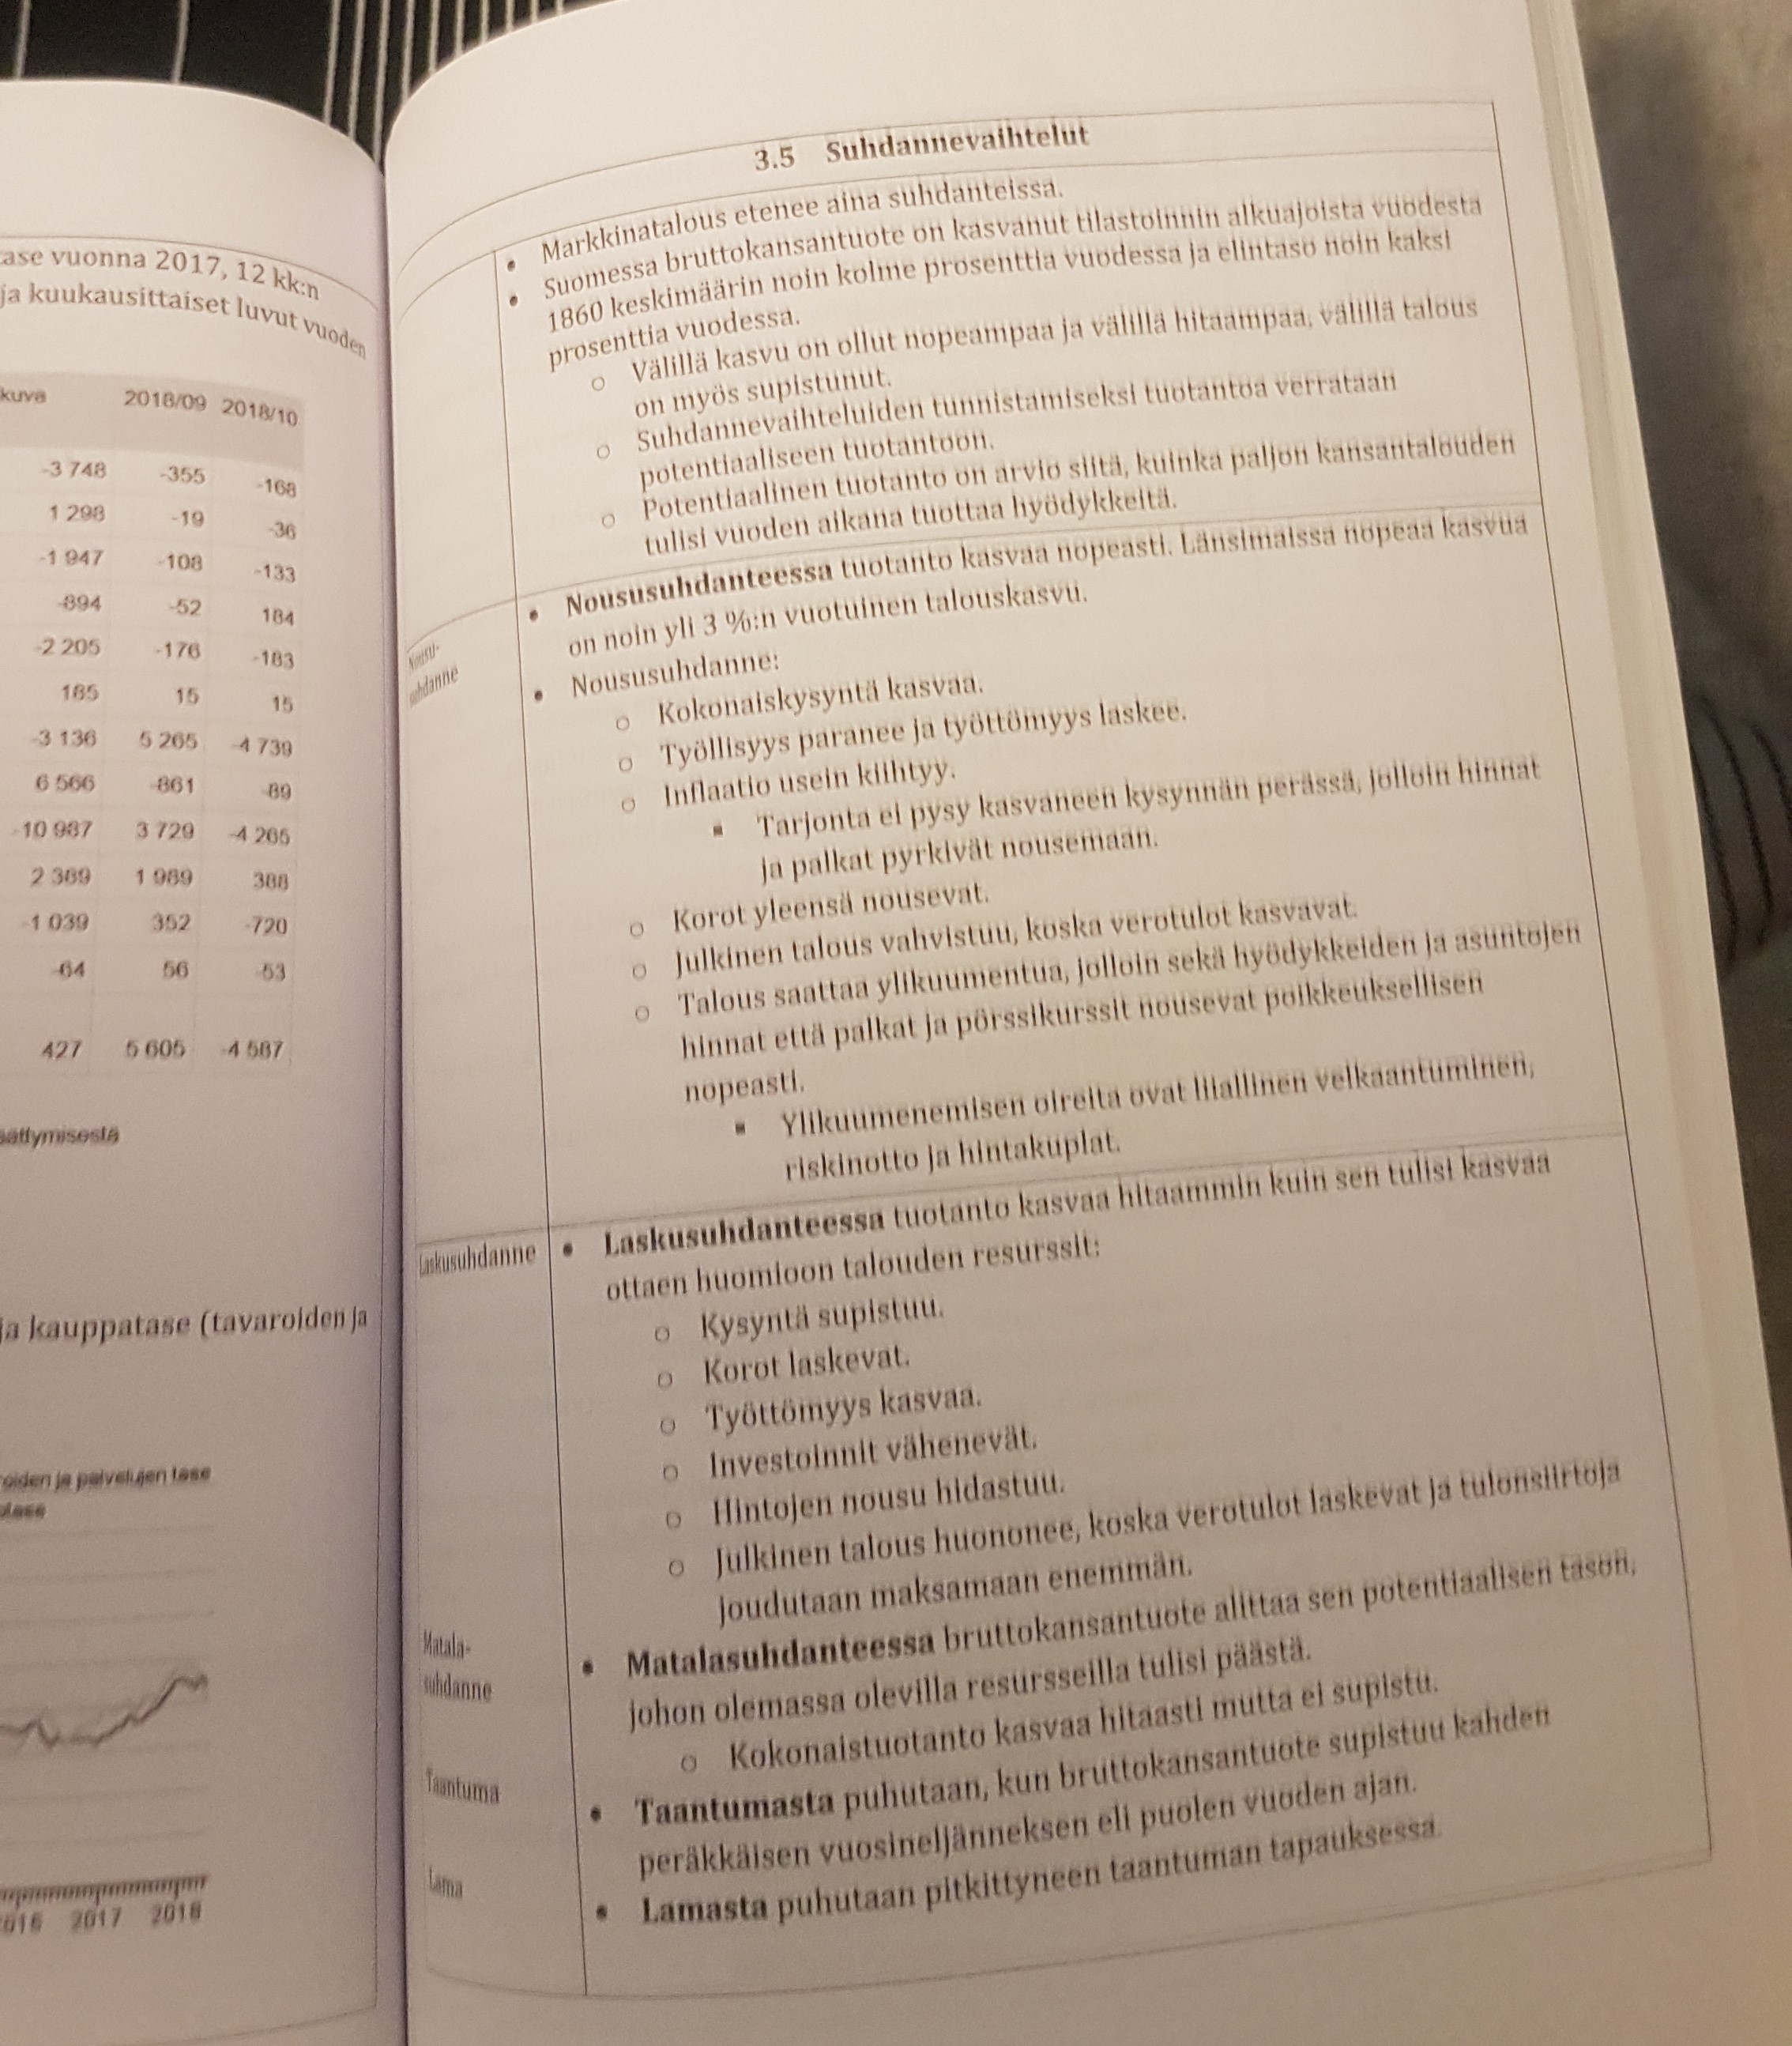 ase vuonna 2017, 12 kk:n
ja kuukausittaiset luvut vuoden
kuva 2018/09 2018/10
-3 748 -355 -168
1 298 -19 -36
-1 947 -108 -133
-894 -52 184
-2 205 -176 -183
185 15 15
-3 136 5 265 -4 739
6 566 -861 -89
-10 987 3 729 -4 265
2 389 1 989 388
-1 039 352 -720
-64 56 -53
427 5 605 -4 587
ja kauppatase (tavaroiden ja
oiden ja palvelujen tase
2017 2018
3.5 Suhdannevaihtelut
• Markkinatalous etenee aina suhdanteissa.
• Suomessa bruttokansantuote on kasvanut tilastoinnin alkuajoista vuodesta
1860 keskimäärin noin kolme prosenttia vuodessa ja elintaso noin kaksi
prosenttia vuodessa.
○ Välillä kasvu on ollut nopeampaa ja välillä hitaampaa, välillä talous
on myös supistunut.
○ Suhdannevaihteluiden tunnistamiseksi tuotantoa verrataan
potentiaaliseen tuotantoon.
○ Potentiaalinen tuotanto on arvio siitä, kuinka paljon kansantalouden
tulisi vuoden aikana tuottaa hyödykkeitä.
Nousu-
suhdanne
• Noususuhdanteessa tuotanto kasvaa nopeasti. Länsimaissa nopeaa kasvua
on noin yli 3 %:n vuotuinen talouskasvu.
• Noususuhdanne:
○ Kokonaiskysyntä kasvaa.
○ Työllisyys paranee ja työttömyys laskee.
○ Inflaatio usein kiihtyy.
▪ Tarjonta ei pysy kasvaneen kysynnän perässä, jolloin hinnat
ja palkat pyrkivät nousemaan.
○ Korot yleensä nousevat.
○ Julkinen talous vahvistuu, koska verotulot kasvavat.
○ Talous saattaa ylikuumentua, jolloin sekä hyödykkeiden ja asuntojen
hinnat että palkat ja pörssikurssit nousevat poikkeuksellisen
nopeasti.
▪ Ylikuumenemisen oireita ovat liiallinen velkaantuminen,
riskinotto ja hintakuplat.
Laskusuhdanne
• Laskusuhdanteessa tuotanto kasvaa hitaammin kuin sen tulisi kasvaa
ottaen huomioon talouden resurssit:
○ Kysyntä supistuu.
○ Korot laskevat.
○ Työttömyys kasvaa.
○ Investoinnit vähenevät.
○ Hintojen nousu hidastuu.
○ Julkinen talous huononee, koska verotulot laskevat ja tulonsiirtoja
joudutaan maksamaan enemmän.
Matala-
suhdanne
• Matalasuhdanteessa bruttokansantuote alittaa sen potentiaalisen tason,
johon olemassa olevilla resursseilla tulisi päästä.
○ Kokonaistuotanto kasvaa hitaasti mutta ei supistu.
Taantuma
• Taantumasta puhutaan, kun bruttokansantuote supistuu kahden
peräkkäisen vuosineljänneksen eli puolen vuoden ajan.
Lama
• Lamasta puhutaan pitkittyneen taantuman tapauksessa.